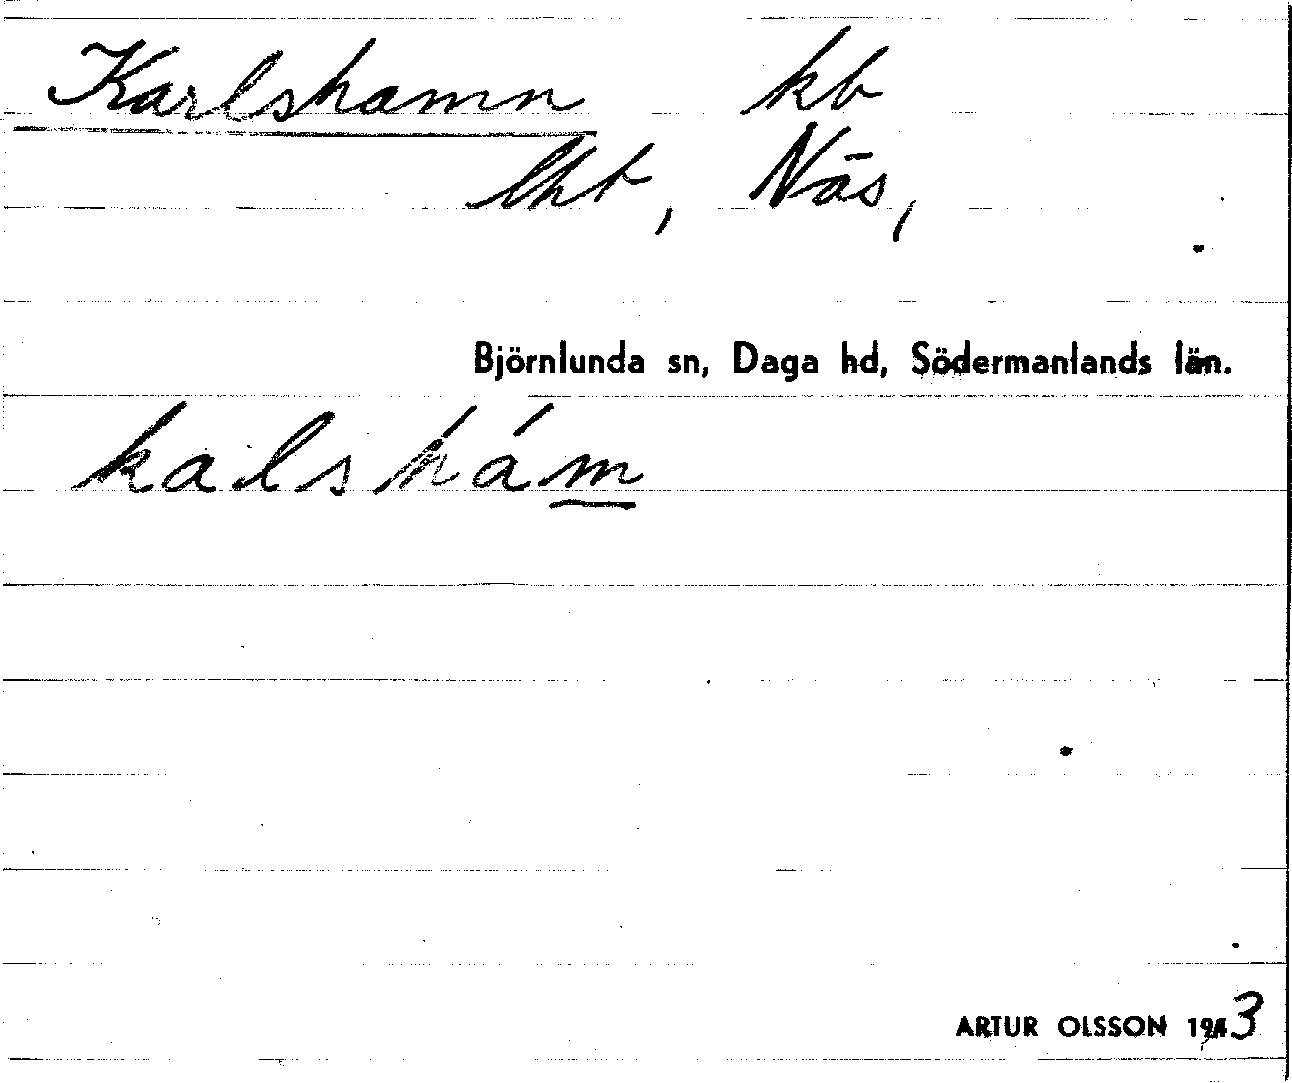 Karlshamn kb
lht, Näs,
Björnlunda sn, Daga hd, Södermanlands län.
kalshám
ARTUR OLSSON 1943